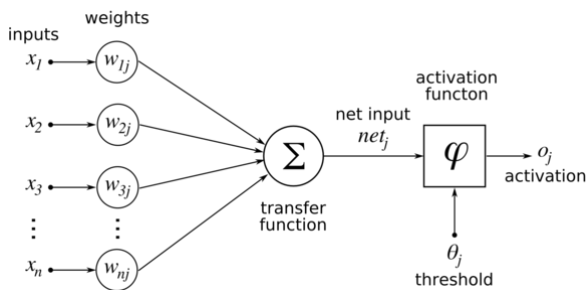 weights
inputs
x1
w1j
x2
w2j
x3
w3j
xn
wnj
Σ
transfer
function
net input
netj
activation
functon
φ
oj
activation
θj
threshold